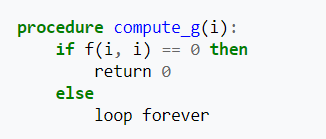 procedure compute_g(i):
    if f(i, i) == 0 then
        return 0
    else
        loop forever